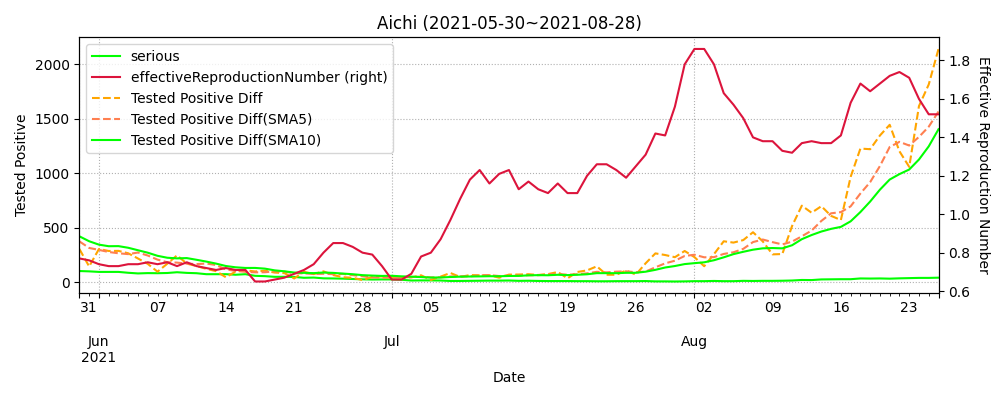 Aichi (2021-05-30~2021-08-28)
serious
effectiveReproductionNumber (right)
Tested Positive Diff
Tested Positive Diff(SMA5)
Tested Positive Diff(SMA10)
Tested Positive
2000
1500
1000
500
0
1.8
1.6
1.4
1.2
1.0
0.8
0.6
Effective Reproduction Number
31 07 14 21 28 05 12 19 26 02 09 16 23
Jun Jul Aug
2021
Date